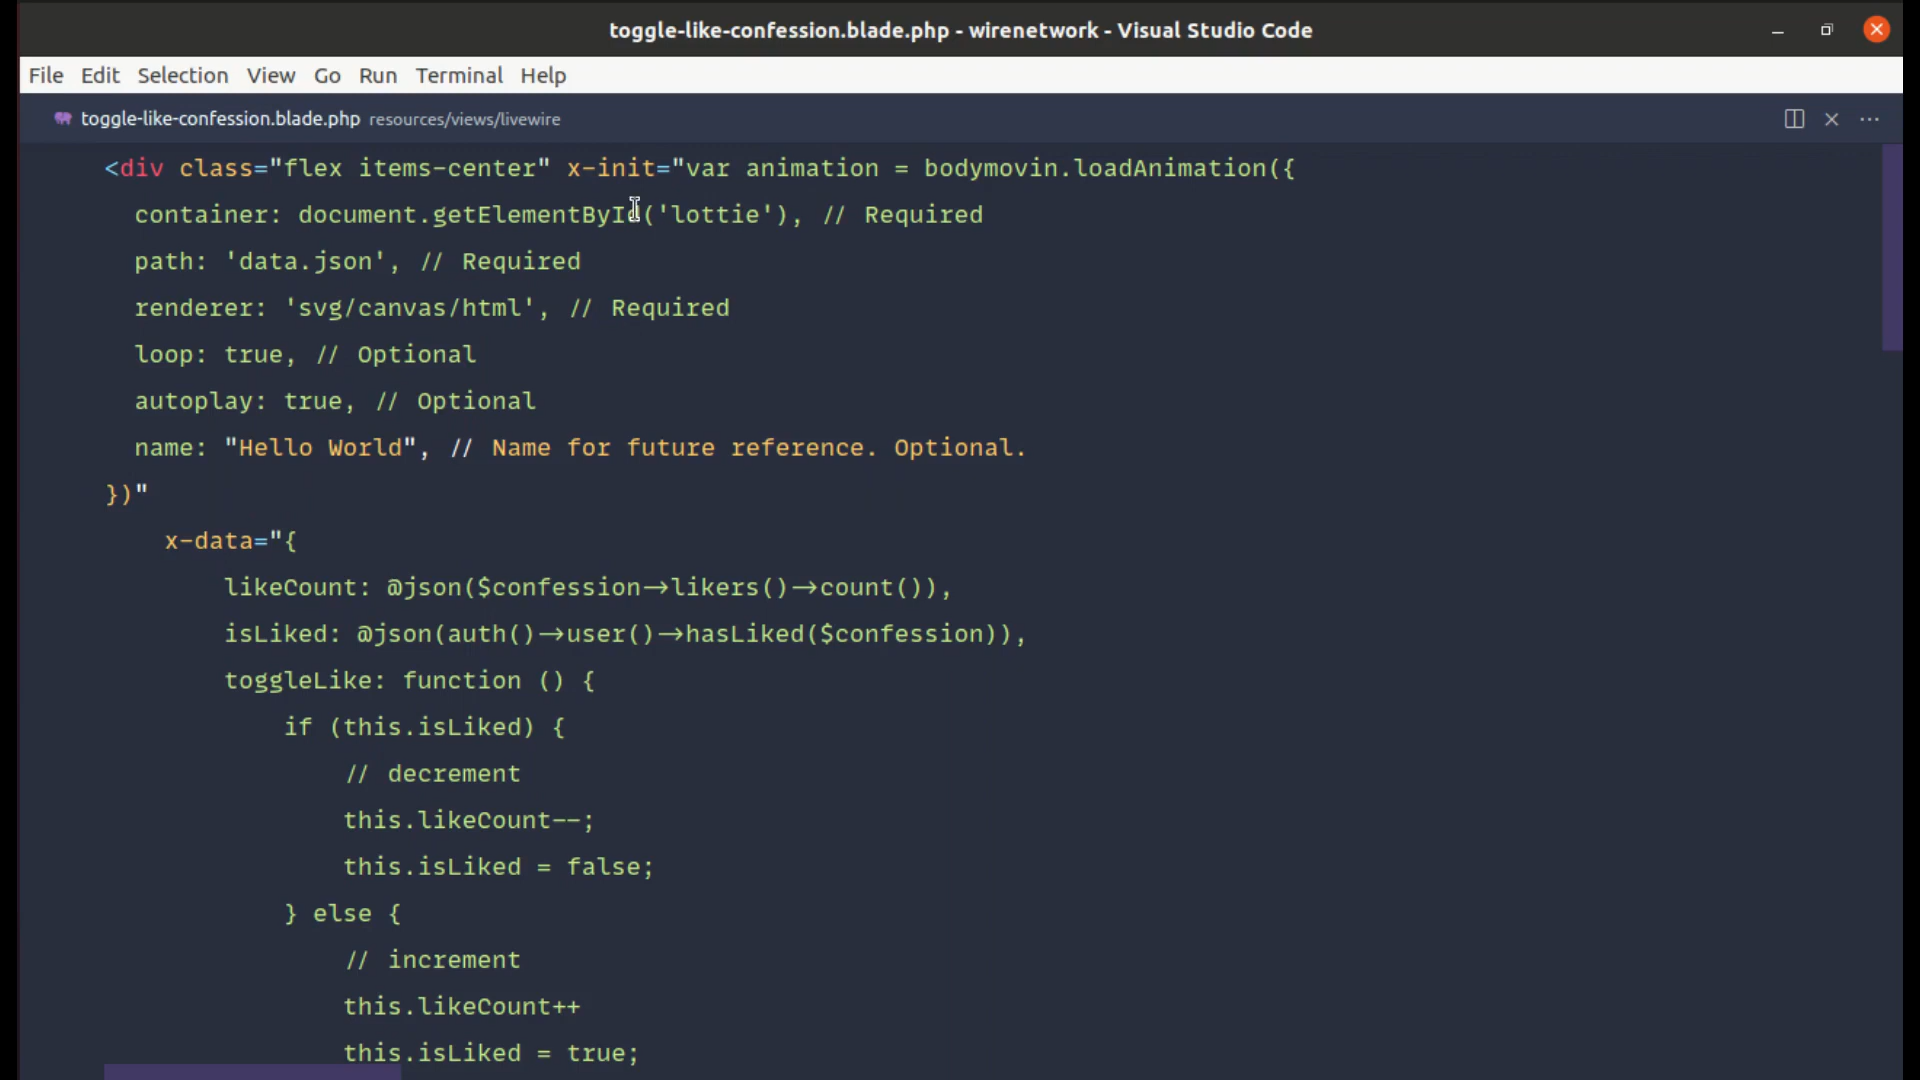 toggle-like-confession.blade.php - wirenetwork - Visual Studio Code
File Edit Selection View Go Run Terminal Help
toggle-like-confession.blade.php resources/views/livewire
<div class="flex items-center" x-init="var animation = bodymovin.loadAnimation({
container: document.getElementById('lottie'), // Required
path: 'data.json', // Required
renderer: 'svg/canvas/html', // Required
loop: true, // Optional
autoplay: true, // Optional
name: "Hello World", // Name for future reference. Optional.
})"
x-data="{
likeCount: @json($confession->likers()->count()),
isLiked: @json(auth()->user()->hasLiked($confession)),
toggleLike: function () {
if (this.isLiked) {
// decrement
this.likeCount--;
this.isLiked = false;
} else {
// increment
this.likeCount++
this.isLiked = true;